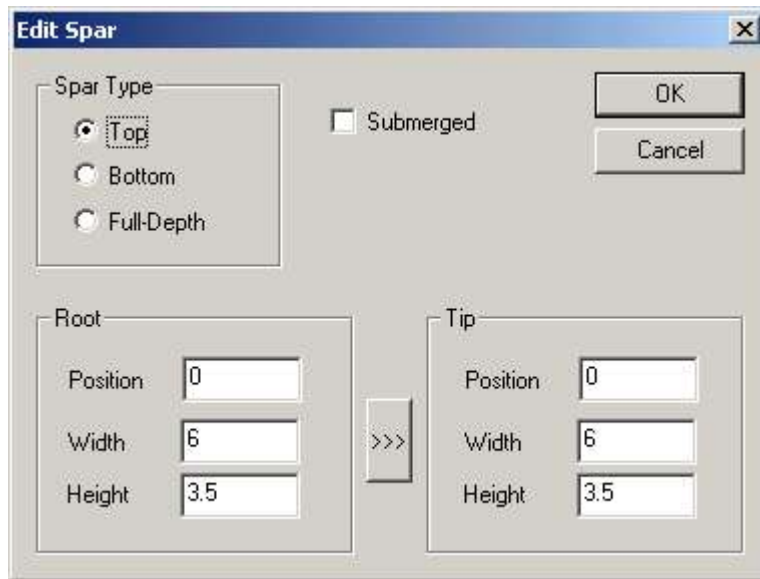 Edit Spar
Spar Type
Top
Bottom
Full-Depth
Submerged
OK
Cancel
Root
Position 0
Width 6
Height 3.5
>>>
Tip
Position 0
Width 6
Height 3.5